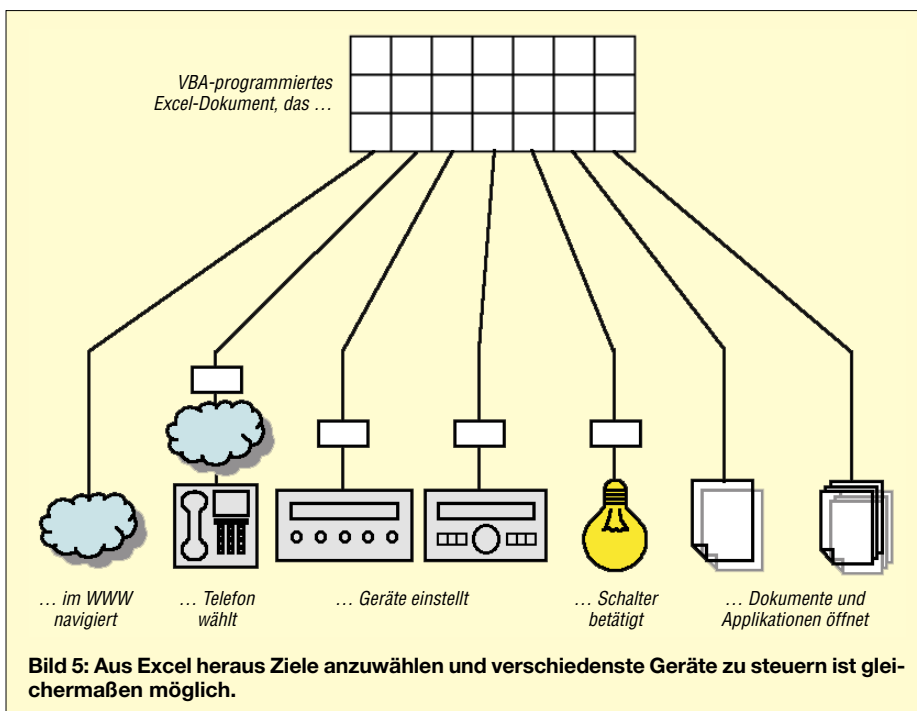 VBA-programmiertes
Excel-Dokument, das …
… im WWW
navigiert
… Telefon
wählt
… Geräte einstellt
… Schalter
betätigt
… Dokumente und
Applikationen öffnet
Bild 5: Aus Excel heraus Ziele anzuwählen und verschiedenste Geräte zu steuern ist glei-
chermaßen möglich.